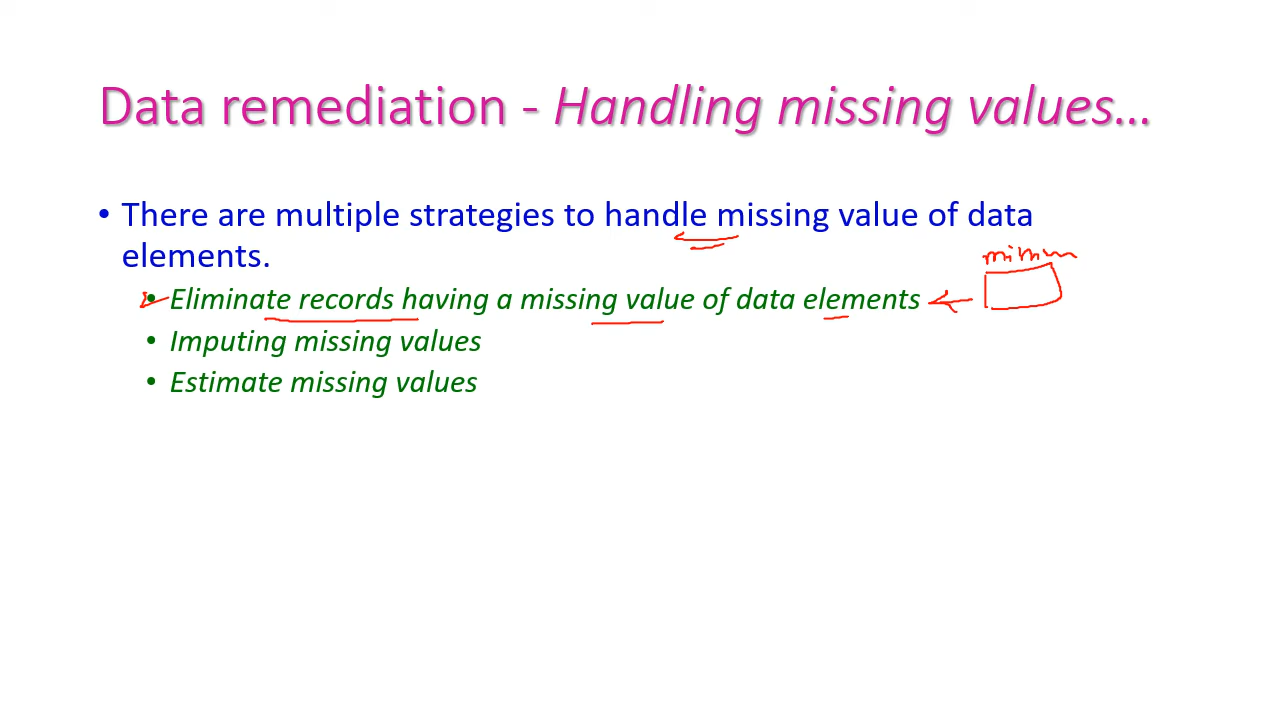 Data remediation - Handling missing values...
• There are multiple strategies to handle missing value of data
elements.
• Eliminate records having a missing value of data elements
• Imputing missing values
• Estimate missing values